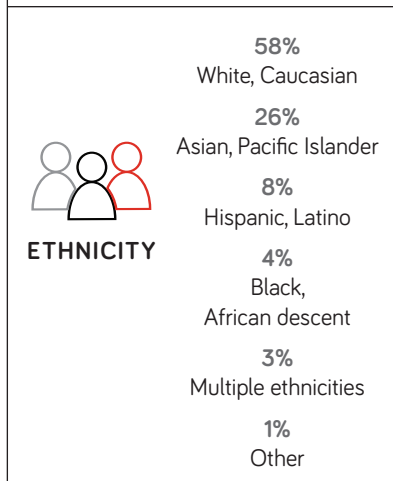 58%
White, Caucasian
26%
Asian, Pacific Islander
8%
Hispanic, Latino
ETHNICITY
4%
Black,
African descent
3%
Multiple ethnicities
1%
Other